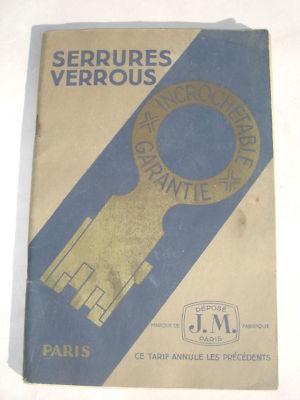 SERRURES
VERROUS
INCROCHETABLE
GARANTIE
DÉPOSÉ
MARQUE DE J.M. FABRIQUE
PARIS
PARIS
CE TARIF ANNULE LES PRÉCÉDENTS